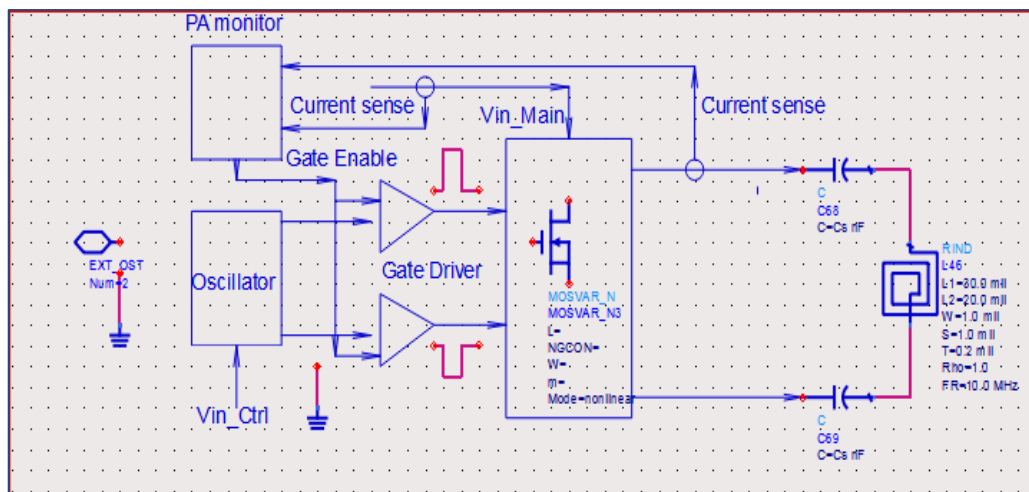 PA monitor
Current sense
Vin_Main
Current sense
Gate Enable
C
C68
C=Cs nF
EXT_OST
Num=2
Oscillator
Gate Driver
MOSVAR_N
MOSVAR_N3
L=
NGCON=
W=
m=
Mode=nonlinear
RIND
L46
L1=30.0 mil
L2=20.0 mil
W=1.0 mil
S=1.0 mil
T=0.2 mil
Rho=1.0
FR=10.0 MHz
Vin_Ctrl
C
C69
C=Cs nF